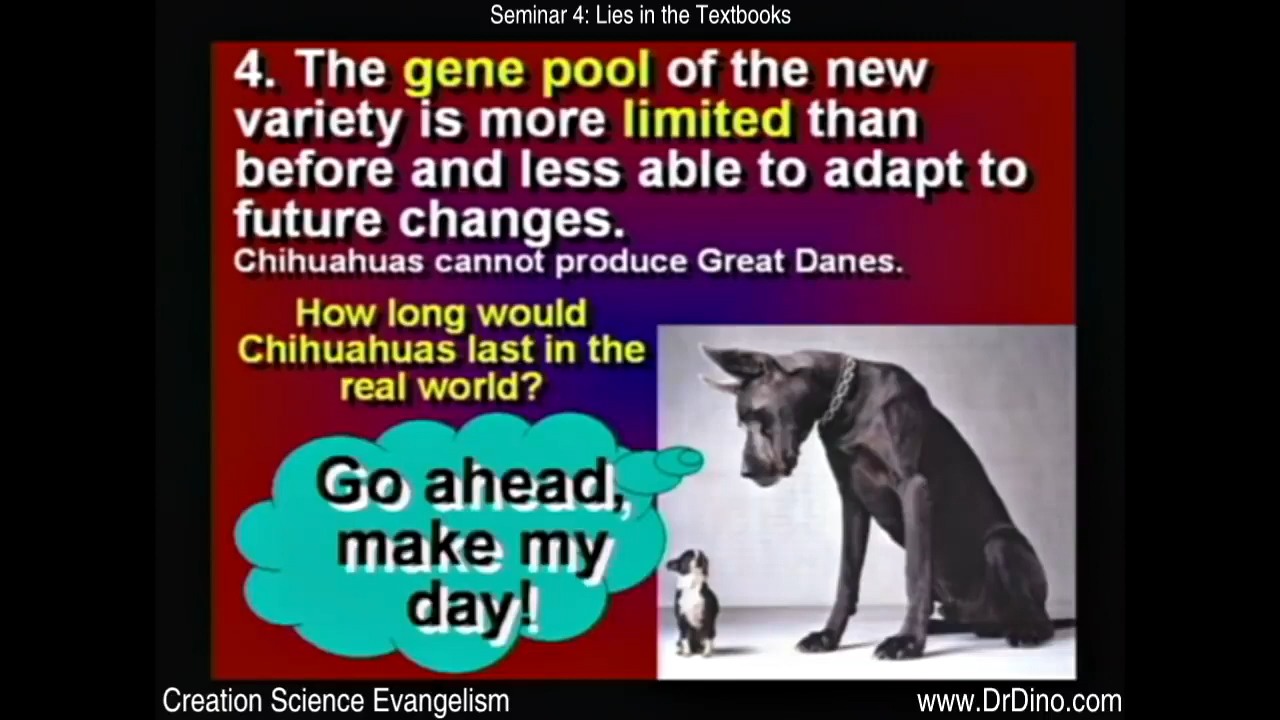 Seminar 4: Lies in the Textbooks
4. The gene pool of the new
variety is more limited than
before and less able to adapt to
future changes.
Chihuahuas cannot produce Great Danes.
How long would
Chihuahuas last in the
real world?
Go ahead,
make my
day!
Creation Science Evangelism
www.DrDino.com